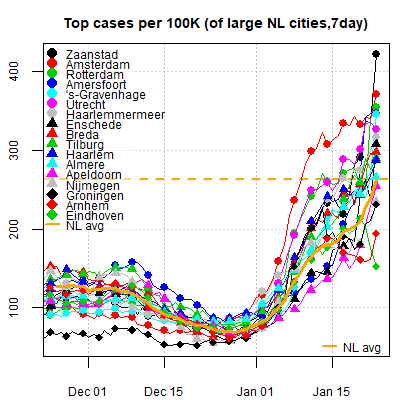 Top cases per 100K (of large NL cities,7day)
Zaanstad
Amsterdam
Rotterdam
Amersfoort
's-Gravenhage
Utrecht
Haarlemmermeer
Enschede
Breda
Tilburg
Haarlem
Almere
Apeldoorn
Nijmegen
Groningen
Arnhem
Eindhoven
NL avg
NL avg
100
200
300
400
Dec 01
Dec 15
Jan 01
Jan 15